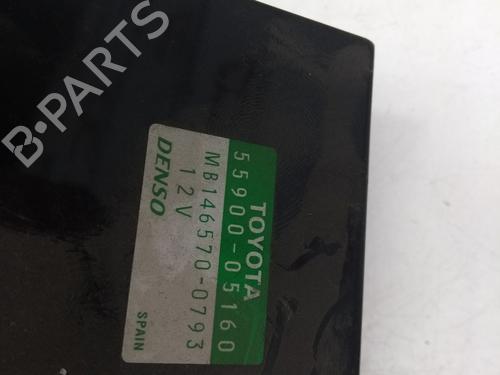 B-PARTS
TOYOTA
55900-05160
MB146570-0793
12V
DENSO
SPAIN